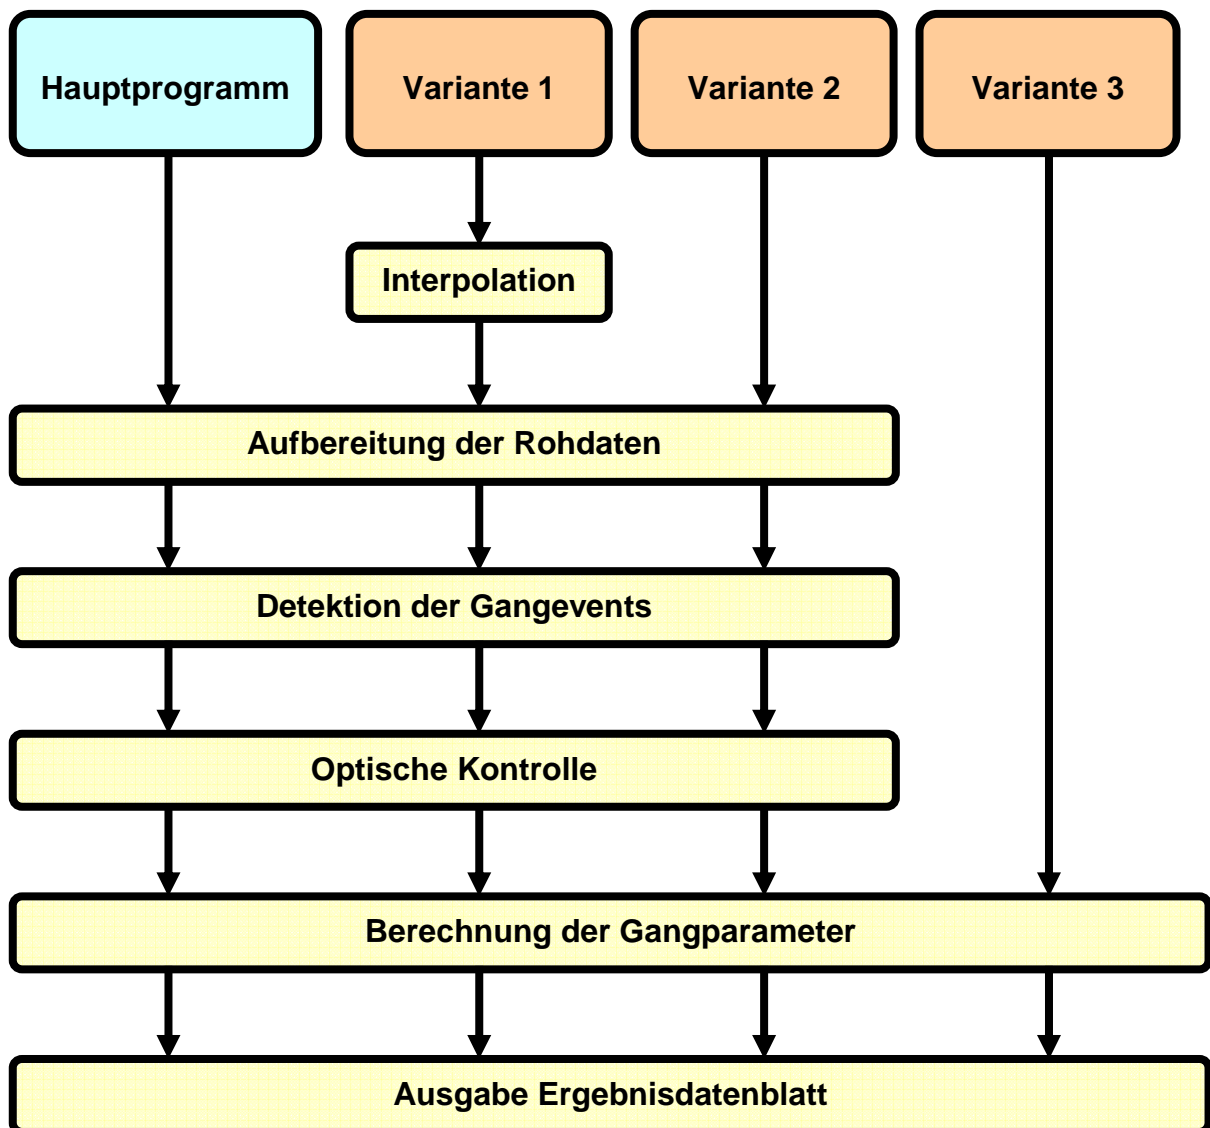 Hauptprogramm
Variante 1
Variante 2
Variante 3
Interpolation
Aufbereitung der Rohdaten
Detektion der Gangevents
Optische Kontrolle
Berechnung der Gangparameter
Ausgabe Ergebnisdatenblatt